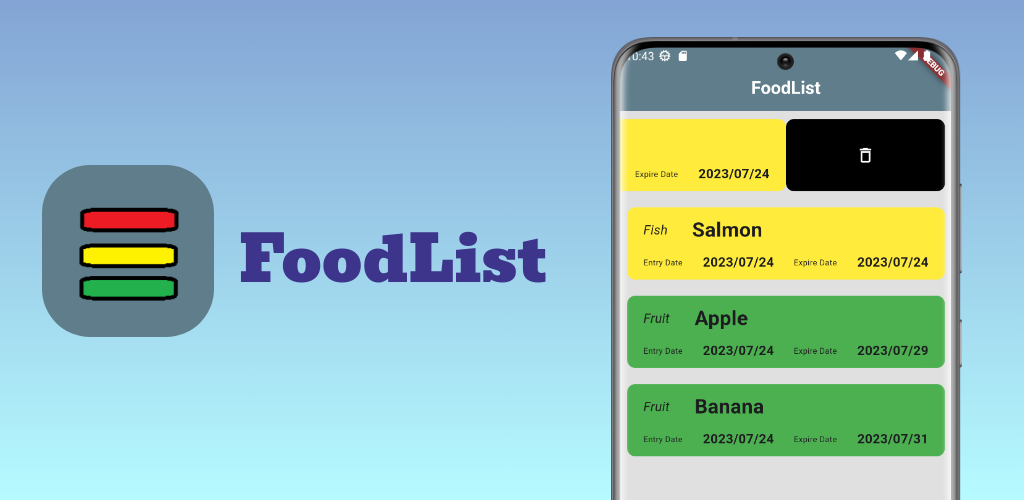 FoodList
10:43
FoodList
Expire Date 2023/07/24
Fish Salmon
Entry Date 2023/07/24 Expire Date 2023/07/24
Fruit Apple
Entry Date 2023/07/24 Expire Date 2023/07/29
Fruit Banana
Entry Date 2023/07/24 Expire Date 2023/07/31